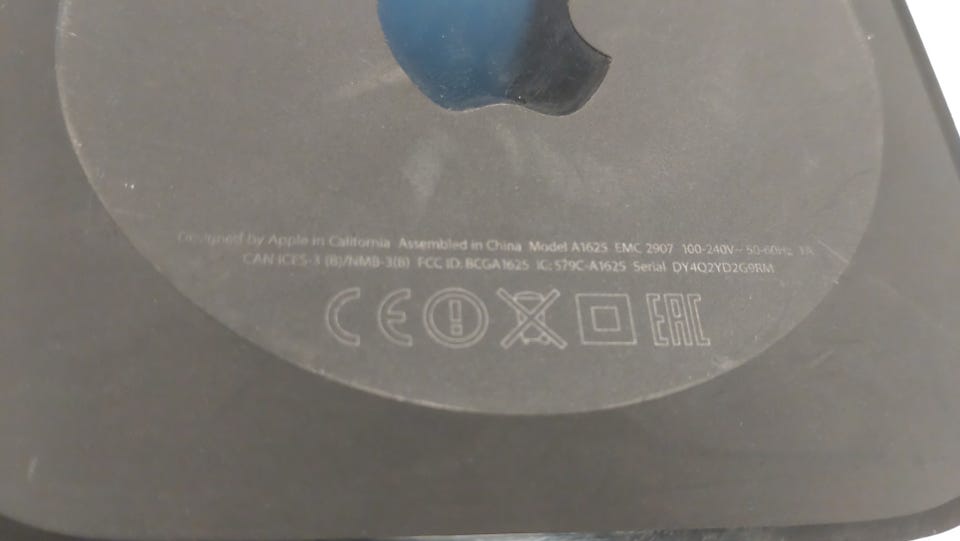 Designed by Apple in California Assembled in China Model A1625 EMC 2907 100-240V~ 50-60Hz 1A
CAN ICES-3 (B)/NMB-3(B) FCC ID: BCGA1625 IC: 579C-A1625 Serial DY4Q2YD2G9RM
CE EAC